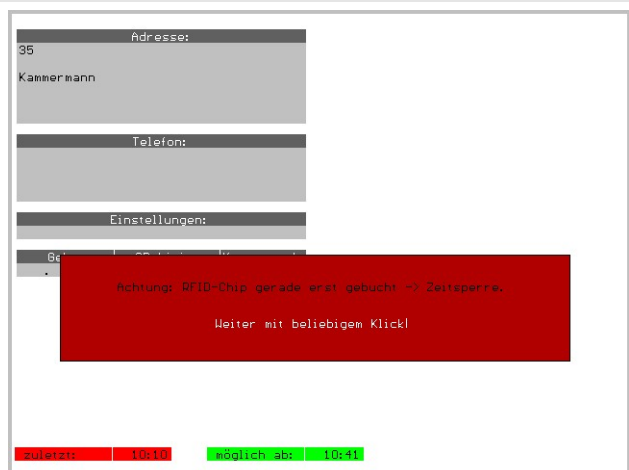 Adresse:
35
Kammermann
Telefon:
Einstellungen:
Achtung: RFID-Chip gerade erst gebucht -> Zeitsperre.
Weiter mit beliebigem Klick!
zuletzt: 10:10 möglich ab: 10:41